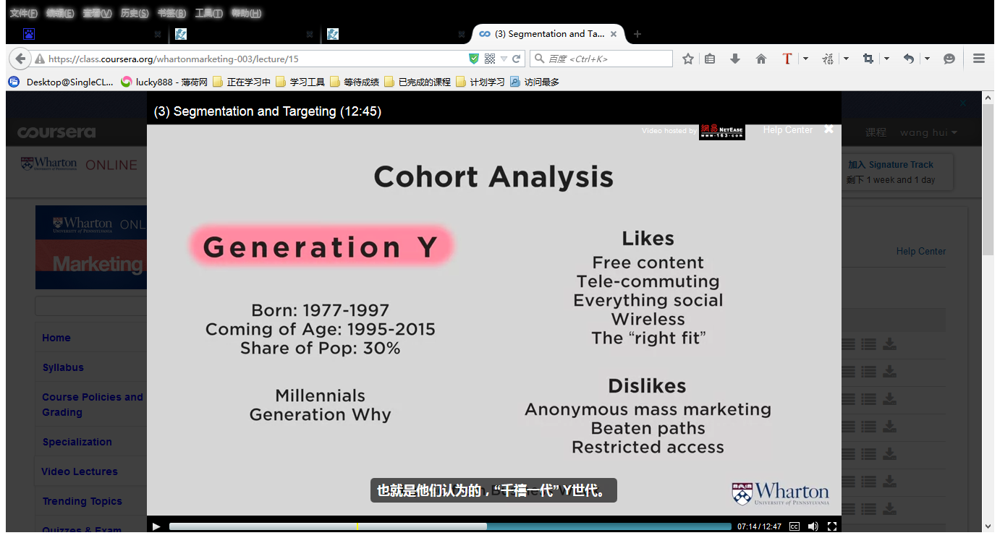 文件(F) 编辑(E) 查看(V) 历史(S) 书签(B) 工具(T) 帮助(H)
(3) Segmentation and Ta...
https://class.coursera.org/whartonmarketing-003/lecture/15
百度 <Ctrl+K>
Desktop@SingleCL... lucky888 - 薄荷网 正在学习中 学习工具 等待成绩 已完成的课程 计划学习 访问最多
(3) Segmentation and Targeting (12:45)
coursera
课程 wang hui
Video hosted by 網易 NETEASE www.163.com Help Center
Wharton UNIVERSITY of PENNSYLVANIA ONLINE
加入 Signature Track
剩下 1 week and 1 day
Wharton ONL
UNIVERSITY of PENNSYLVANIA
Marketing
Help Center
Home
Syllabus
Course Policies and
Grading
Specialization
Video Lectures
Trending Topics
Quizzes & Exam
Cohort Analysis
Generation Y
Born: 1977-1997
Coming of Age: 1995-2015
Share of Pop: 30%
Millennials
Generation Why
Likes
Free content
Tele-commuting
Everything social
Wireless
The “right fit”
Dislikes
Anonymous mass marketing
Beaten paths
Restricted access
也就是他们认为的，“千禧一代” Y世代。
Wharton
UNIVERSITY of PENNSYLVANIA
07:14 / 12:47 CC